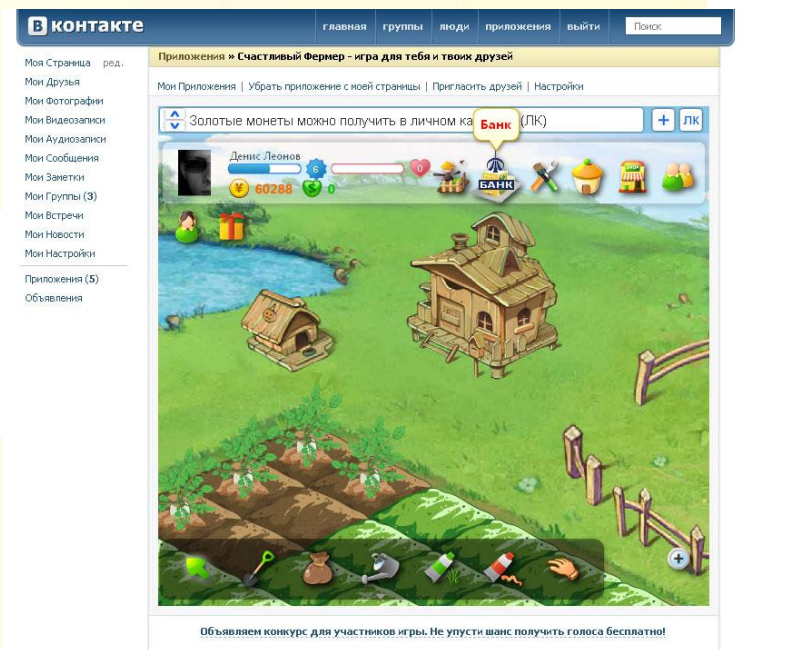 В контакте
главная группы люди приложения выйти Поиск
Приложения » Счастливый Фермер - игра для тебя и твоих друзей
Моя Страница ред.
Мои Друзья
Мои Фотографии
Мои Видеозаписи
Мои Аудиозаписи
Мои Сообщения
Мои Заметки
Мои Группы (3)
Мои Встречи
Мои Новости
Мои Настройки
Приложения (5)
Объявления
Мои Приложения | Убрать приложение с моей страницы | Пригласить друзей | Настройки
Золотые монеты можно получить в личном ка (ЛК)
Банк
+ ЛК
Денис Леонов
6 0
¥ 60288 $ 0
БАНК
Объявляем конкурс для участников игры. Не упусти шанс получить голоса бесплатно!